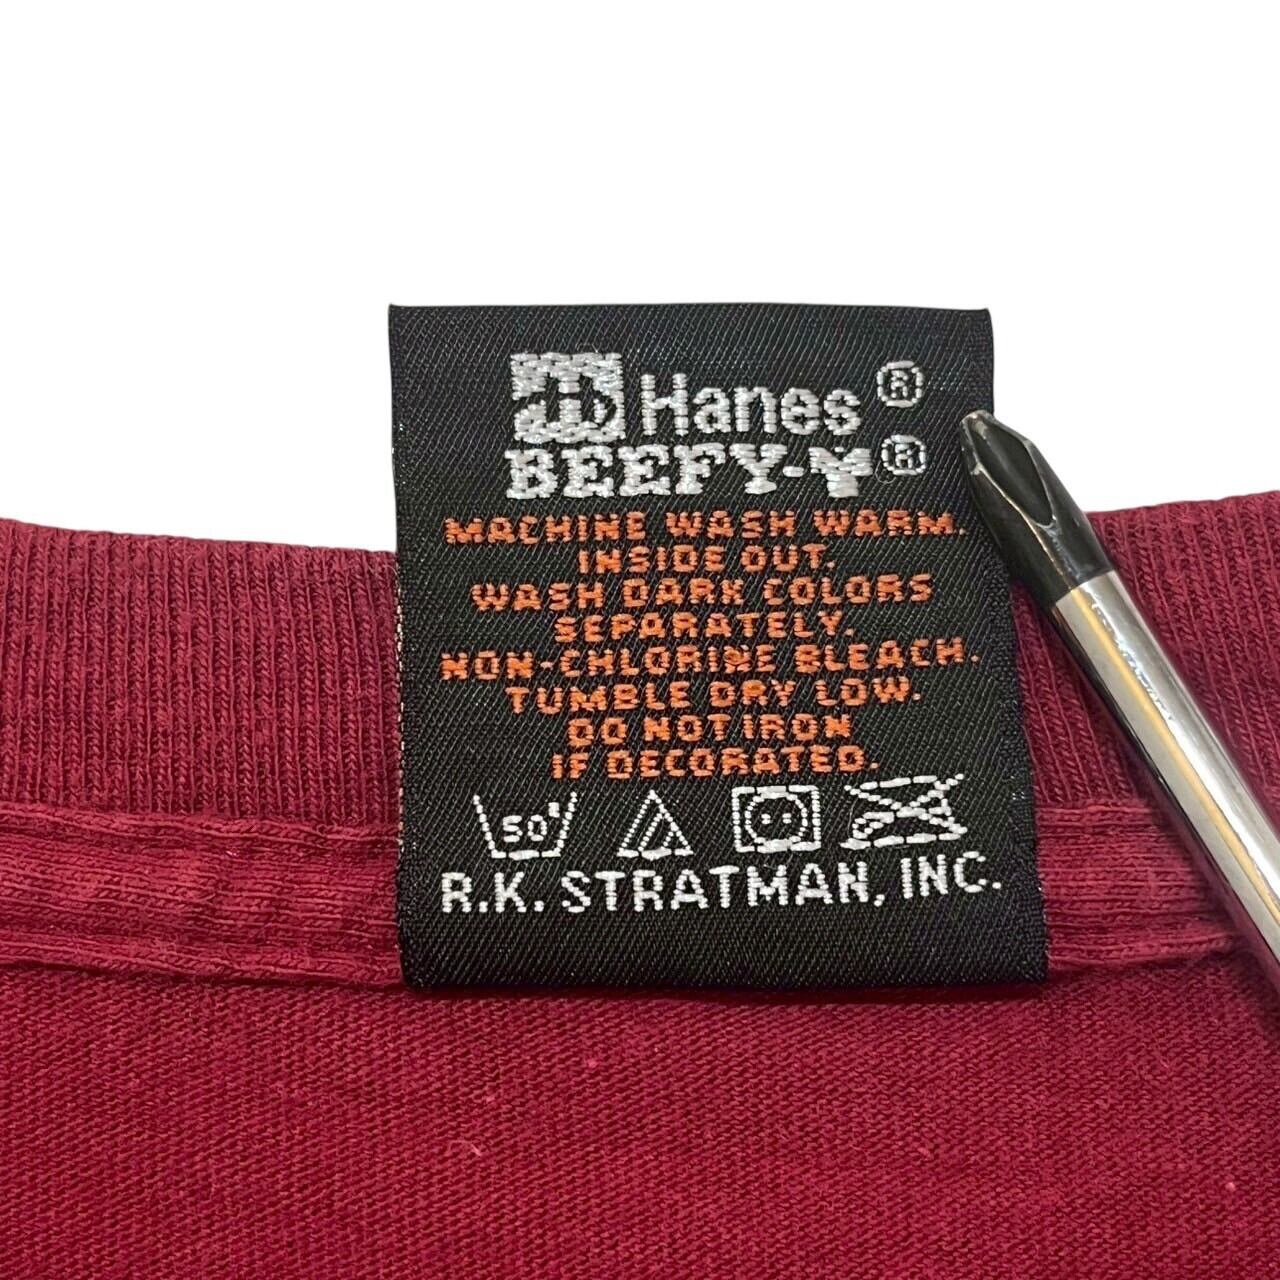 Hanes®
BEEFY-T®
MACHINE WASH WARM.
INSIDE OUT.
WASH DARK COLORS
SEPARATELY.
NON-CHLORINE BLEACH.
TUMBLE DRY LOW.
DO NOT IRON
IF DECORATED.
50°
R.K. STRATMAN, INC.